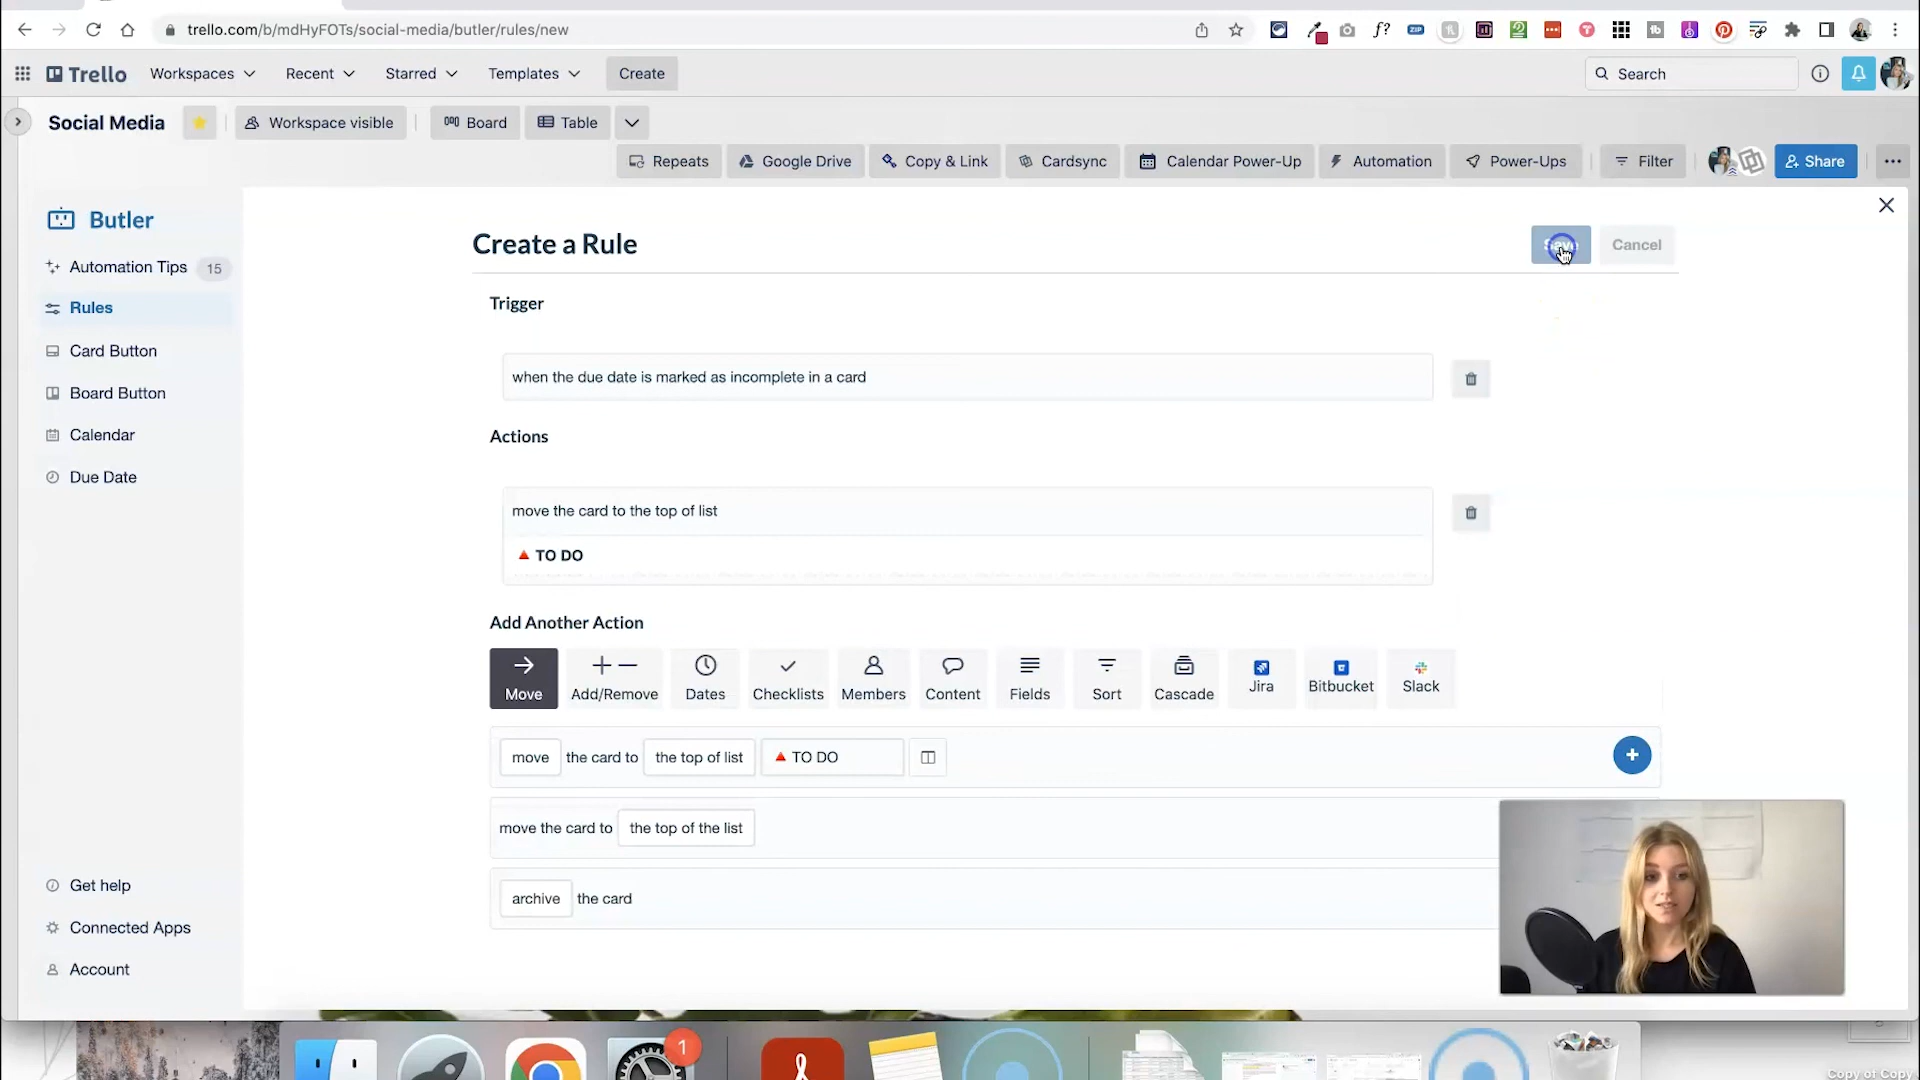 trello.com/b/mdHyFOTs/social-media/butler/rules/new
Trello Workspaces Recent Starred Templates Create Search
Social Media Workspace visible Board Table
Repeats Google Drive Copy & Link Cardsync Calendar Power-Up Automation Power-Ups Filter Share
Butler
Automation Tips 15
Rules
Card Button
Board Button
Calendar
Due Date
Get help
Connected Apps
Account
Create a Rule
Save Cancel
Trigger
when the due date is marked as incomplete in a card
Actions
move the card to the top of list
TO DO
Add Another Action
Move Add/Remove Dates Checklists Members Content Fields Sort Cascade Jira Bitbucket Slack
move the card to the top of list TO DO
move the card to the top of the list
archive the card
1
Copy of Copy